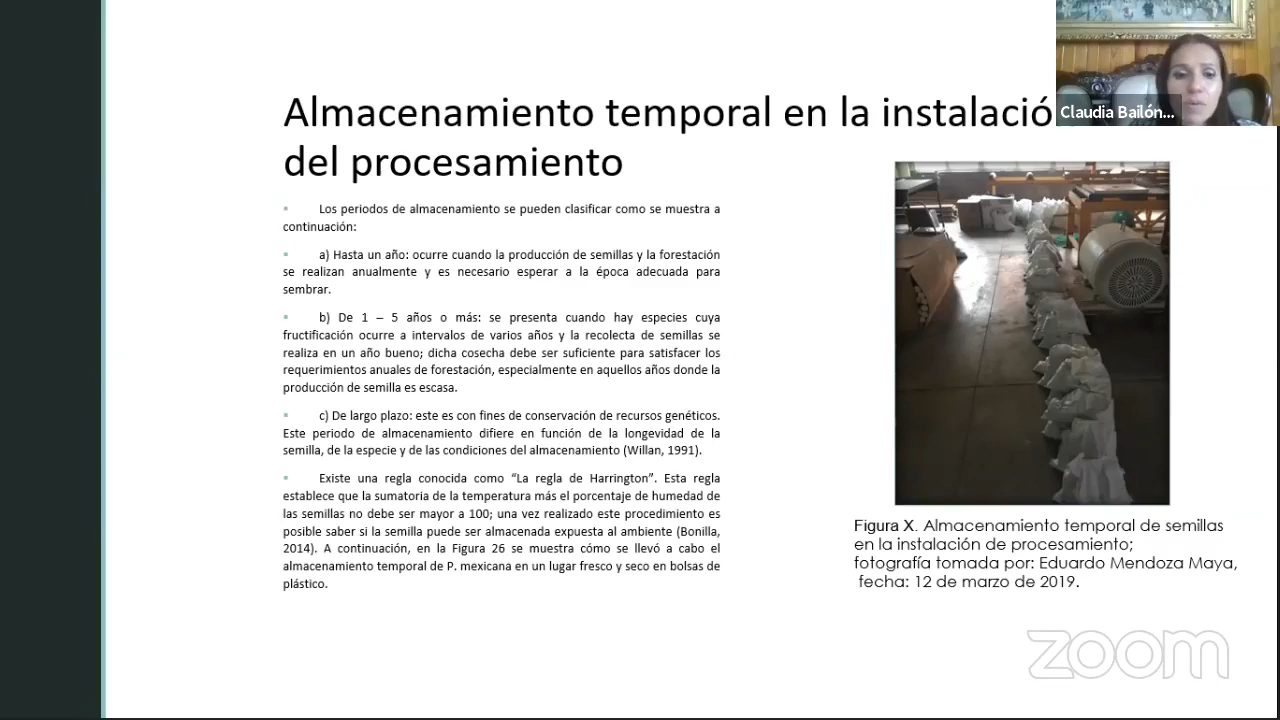 Almacenamiento temporal en la instalació
del procesamiento
Los periodos de almacenamiento se pueden clasificar como se muestra a
continuación:
a) Hasta un año: ocurre cuando la producción de semillas y la forestación
se realizan anualmente y es necesario esperar a la época adecuada para
sembrar.
b) De 1 – 5 años o más: se presenta cuando hay especies cuya
fructificación ocurre a intervalos de varios años y la recolecta de semillas se
realiza en un año bueno; dicha cosecha debe ser suficiente para satisfacer los
requerimientos anuales de forestación, especialmente en aquellos años donde la
producción de semilla es escasa.
c) De largo plazo: este es con fines de conservación de recursos genéticos.
Este periodo de almacenamiento difiere en función de la longevidad de la
semilla, de la especie y de las condiciones del almacenamiento (Willan, 1991).
Existe una regla conocida como “La regla de Harrington”. Esta regla
establece que la sumatoria de la temperatura más el porcentaje de humedad de
las semillas no debe ser mayor a 100; una vez realizado este procedimiento es
posible saber si la semilla puede ser almacenada expuesta al ambiente (Bonilla,
2014). A continuación, en la Figura 26 se muestra cómo se llevó a cabo el
almacenamiento temporal de P. mexicana en un lugar fresco y seco en bolsas de
plástico.
Claudia Bailón...
Figura X. Almacenamiento temporal de semillas
en la instalación de procesamiento;
fotografía tomada por: Eduardo Mendoza Maya,
fecha: 12 de marzo de 2019.
zoom